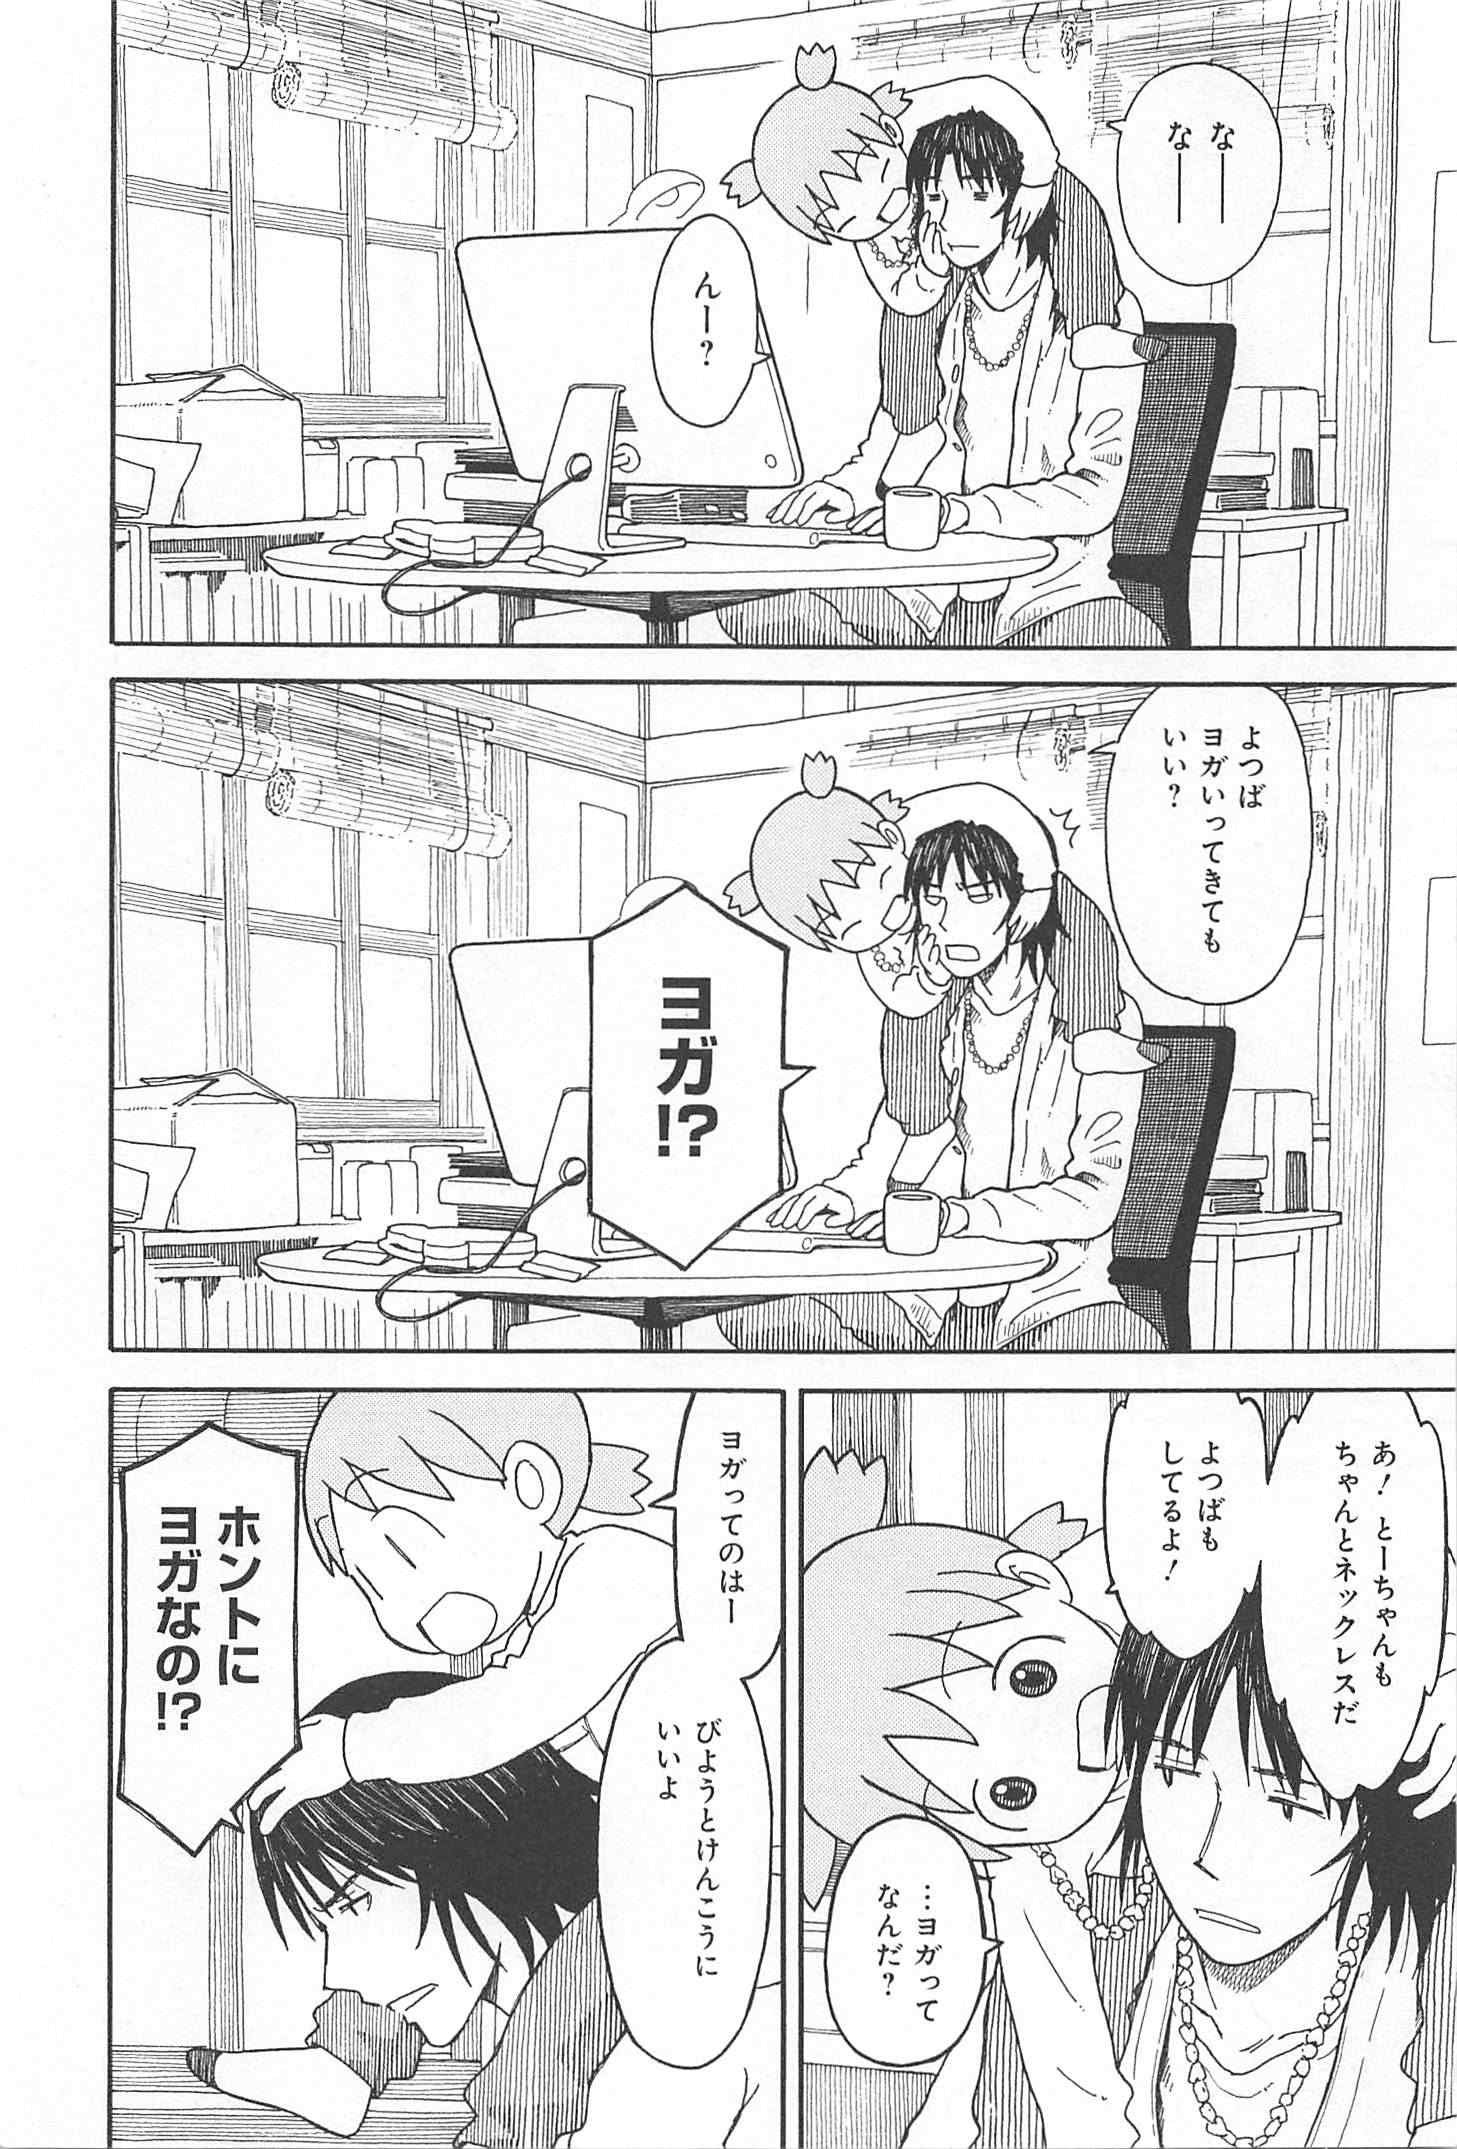 なー
なー
んー?
よつば
ヨガいってきても
いい?
ヨガ!?
あ! とーちゃんも
ちゃんとネックレスだ
よつばも
してるよ!
…ヨガって
なんだ?
ヨガってのはー
びようとけんこうに
いいよ
ホントに
ヨガなの!?